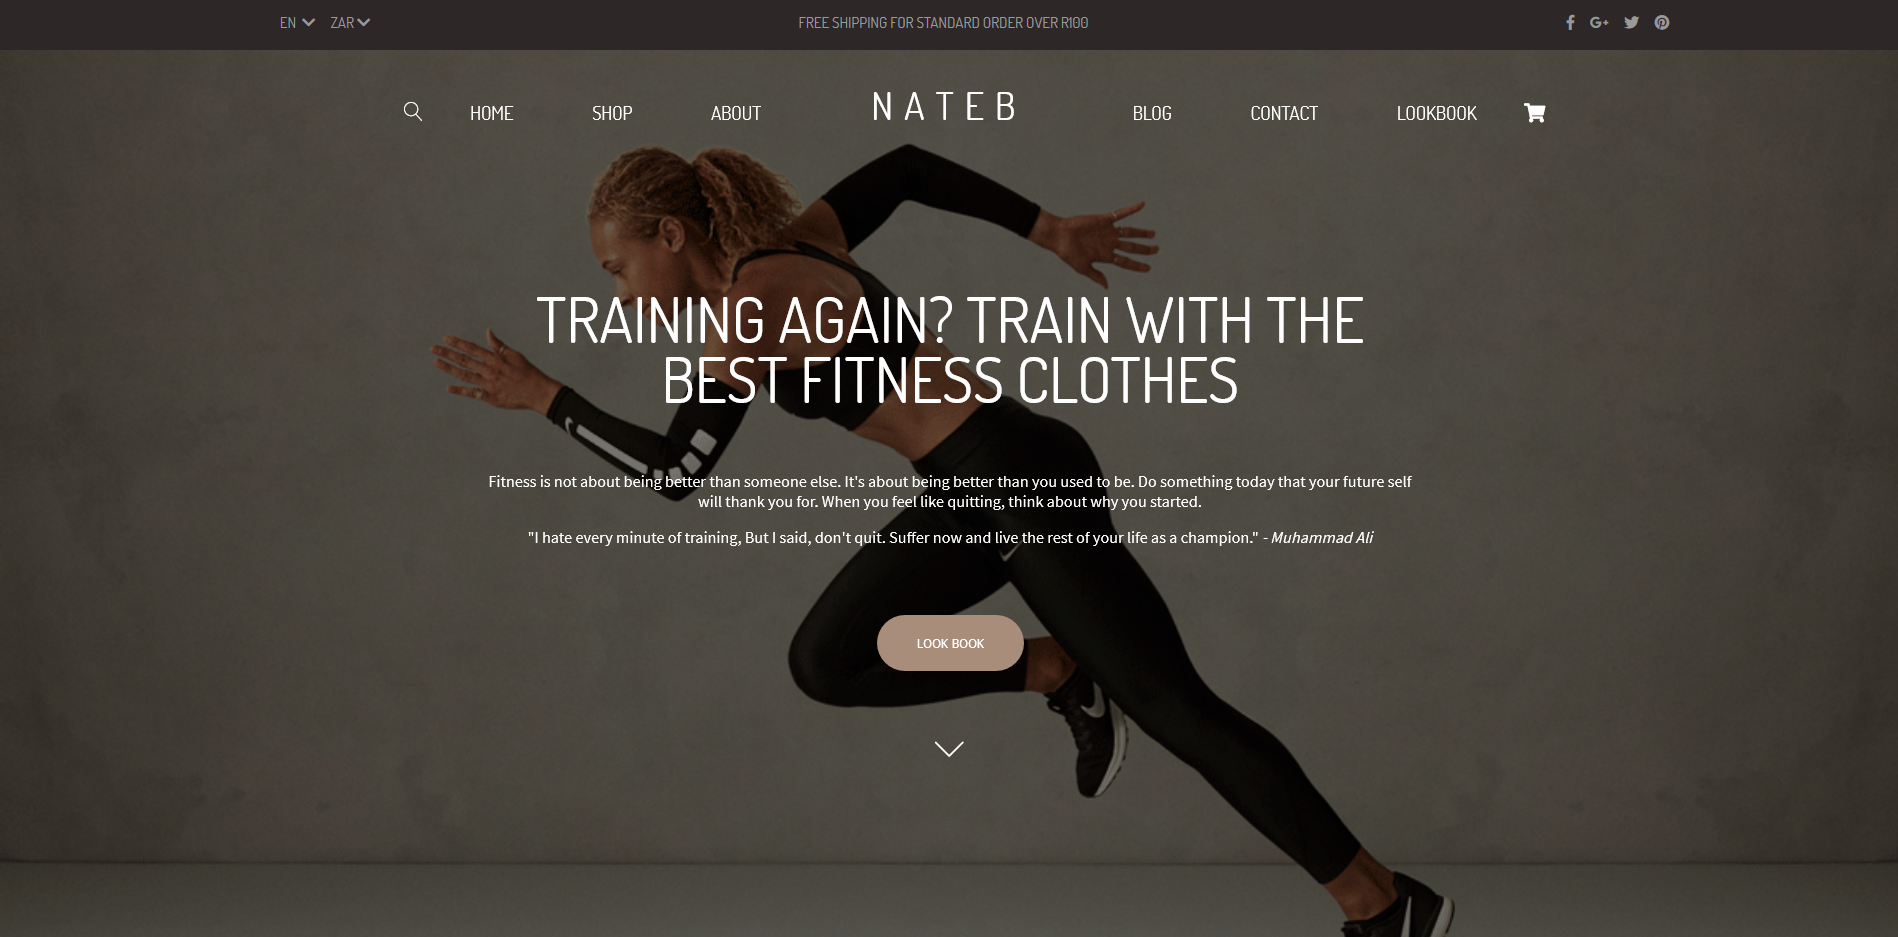 EN ZAR FREE SHIPPING FOR STANDARD ORDER OVER R100
HOME SHOP ABOUT NATEB BLOG CONTACT LOOKBOOK
TRAINING AGAIN? TRAIN WITH THE
BEST FITNESS CLOTHES
Fitness is not about being better than someone else. It's about being better than you used to be. Do something today that your future self
will thank you for. When you feel like quitting, think about why you started.
"I hate every minute of training, But I said, don't quit. Suffer now and live the rest of your life as a champion." - Muhammad Ali
LOOK BOOK